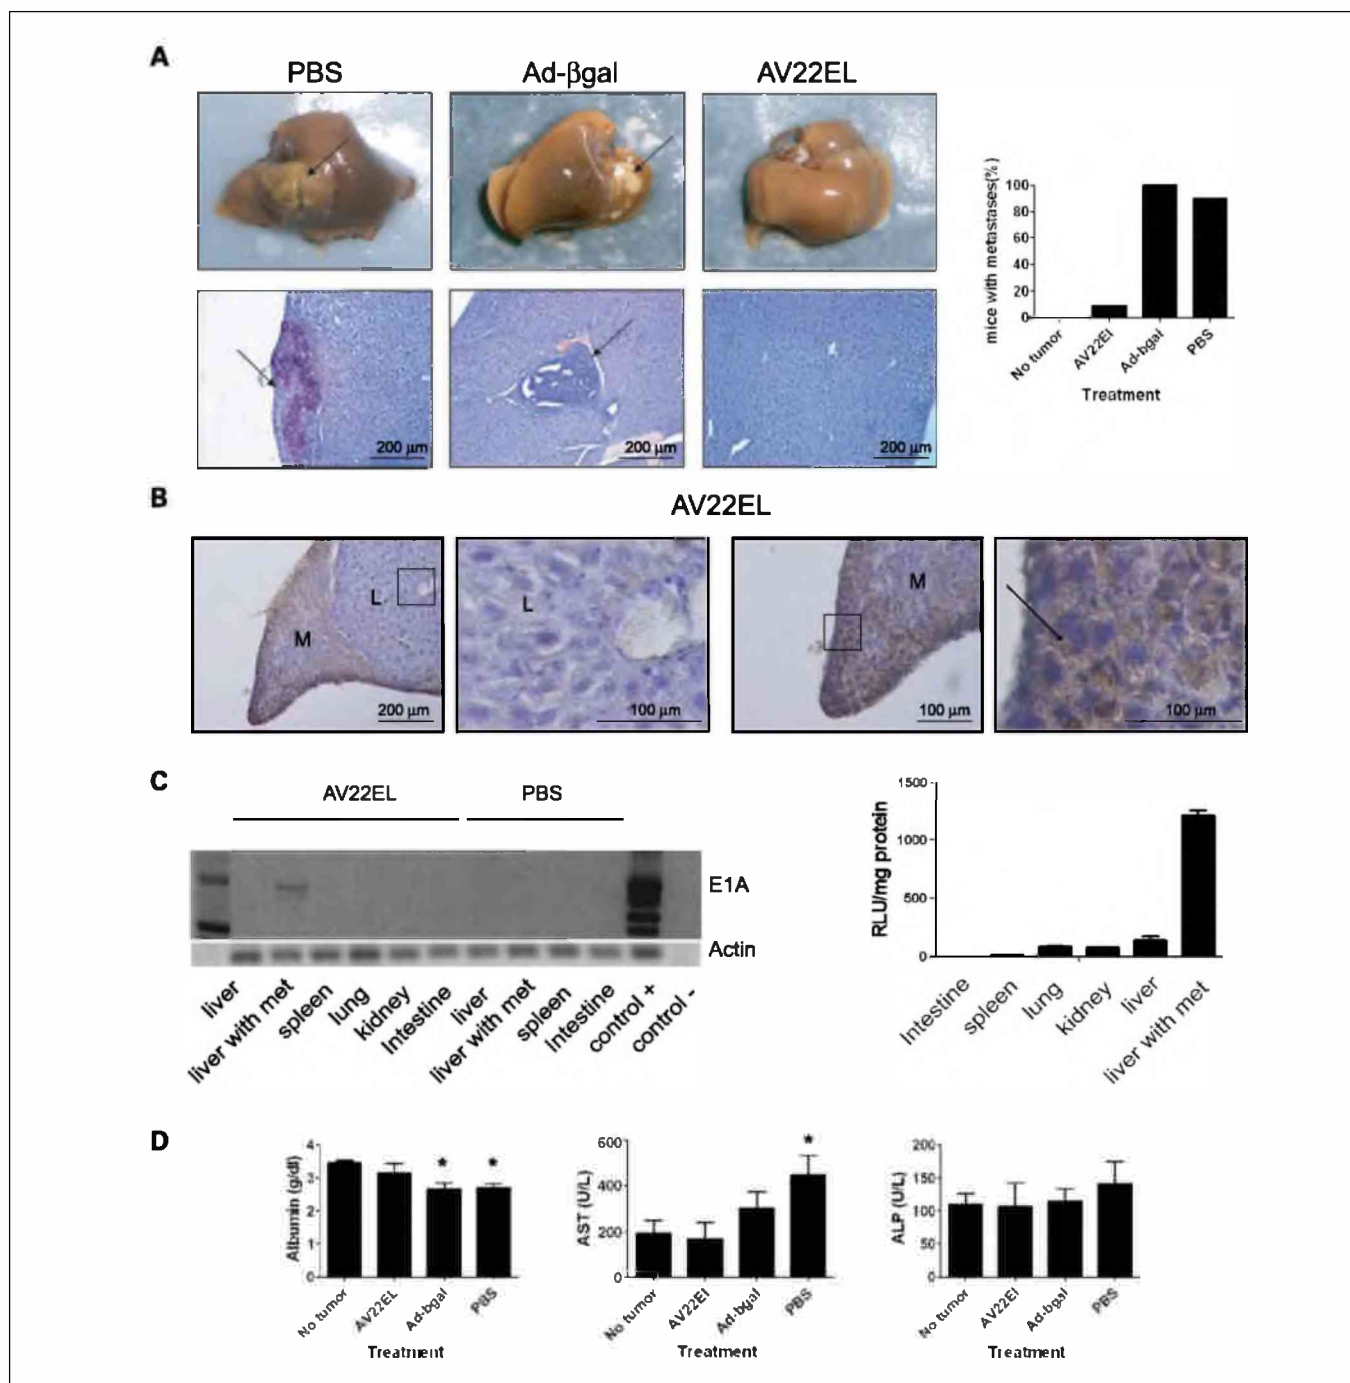 A
PBS
Ad-βgal
AV22EL
mice with metastases(%)
100
80
60
40
20
0
No tumor
AV22El
Ad-bgal
PBS
Treatment
200 µm
200 µm
200 µm
B
AV22EL
L
M
200 µm
L
100 µm
M
100 µm
100 µm
C
AV22EL
PBS
E1A
Actin
liver
liver with met
spleen
lung
kidney
Intestine
liver
liver with met
spleen
Intestine
control +
control -
RLU/mg protein
1500
1000
500
0
Intestine
spleen
lung
kidney
liver
liver with met
D
Albumin (g/dl)
4
3
2
1
0
*
*
No tumor
AV22EL
Ad-bgal
PBS
Treatment
AST (U/L)
600
400
200
0
*
No tumor
AV22El
Ad-bgal
PBS
Treatment
ALP (U/L)
200
150
100
50
0
No tumor
AV22El
Ad-bgal
PBS
Treatment